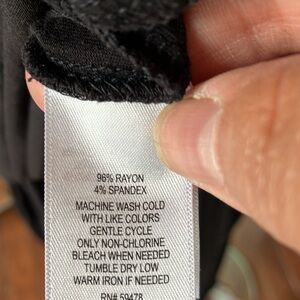 96% RAYON
4% SPANDEX
MACHINE WASH COLD
WITH LIKE COLORS
GENTLE CYCLE
ONLY NON-CHLORINE
BLEACH WHEN NEEDED
TUMBLE DRY LOW
WARM IRON IF NEEDED
RN# 59478